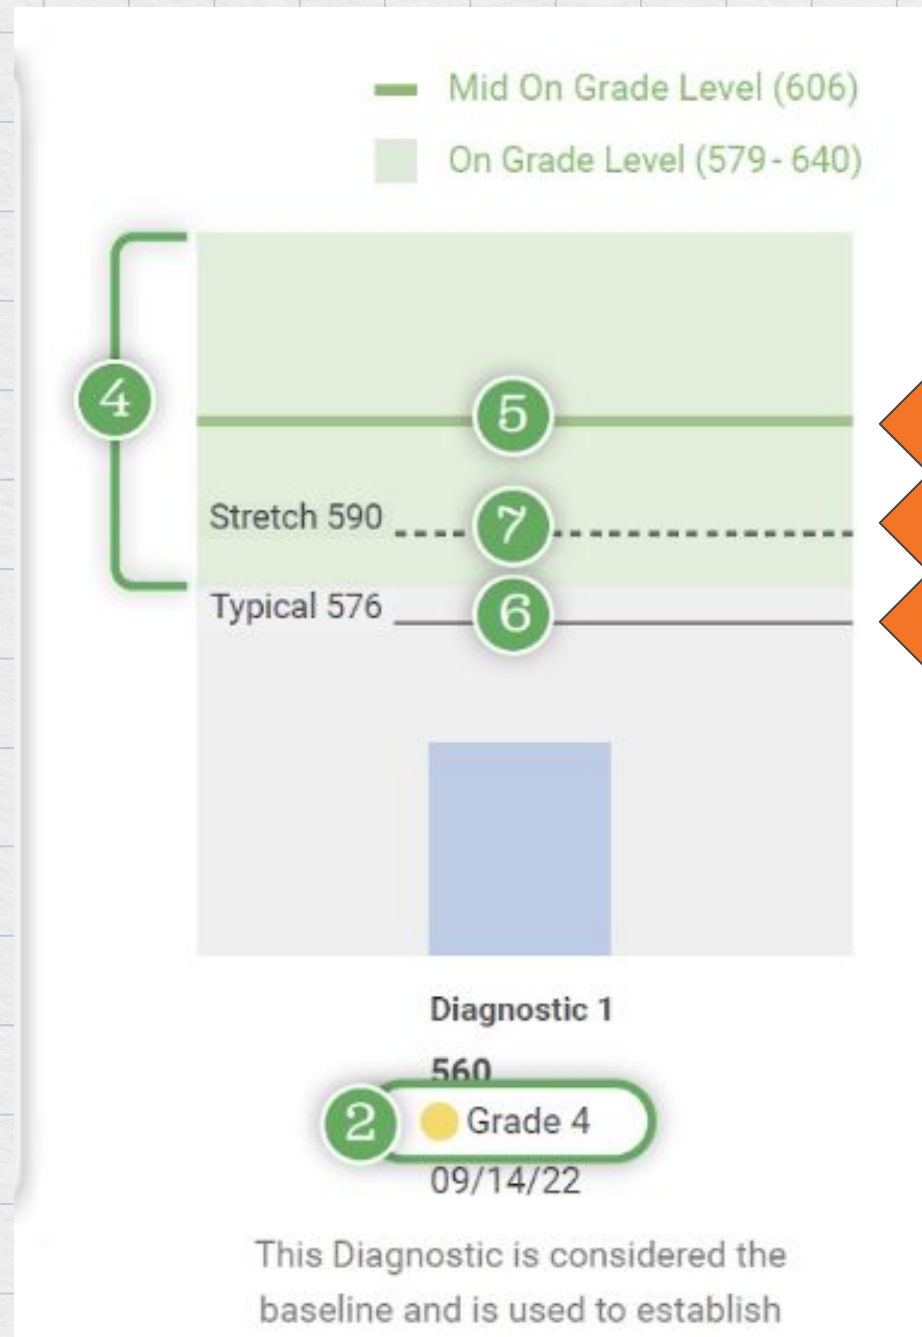 Mid On Grade Level (606)
On Grade Level (579 - 640)
4
5
Stretch 590
7
Typical 576
6
Diagnostic 1
560
2
Grade 4
09/14/22
This Diagnostic is considered the
baseline and is used to establish